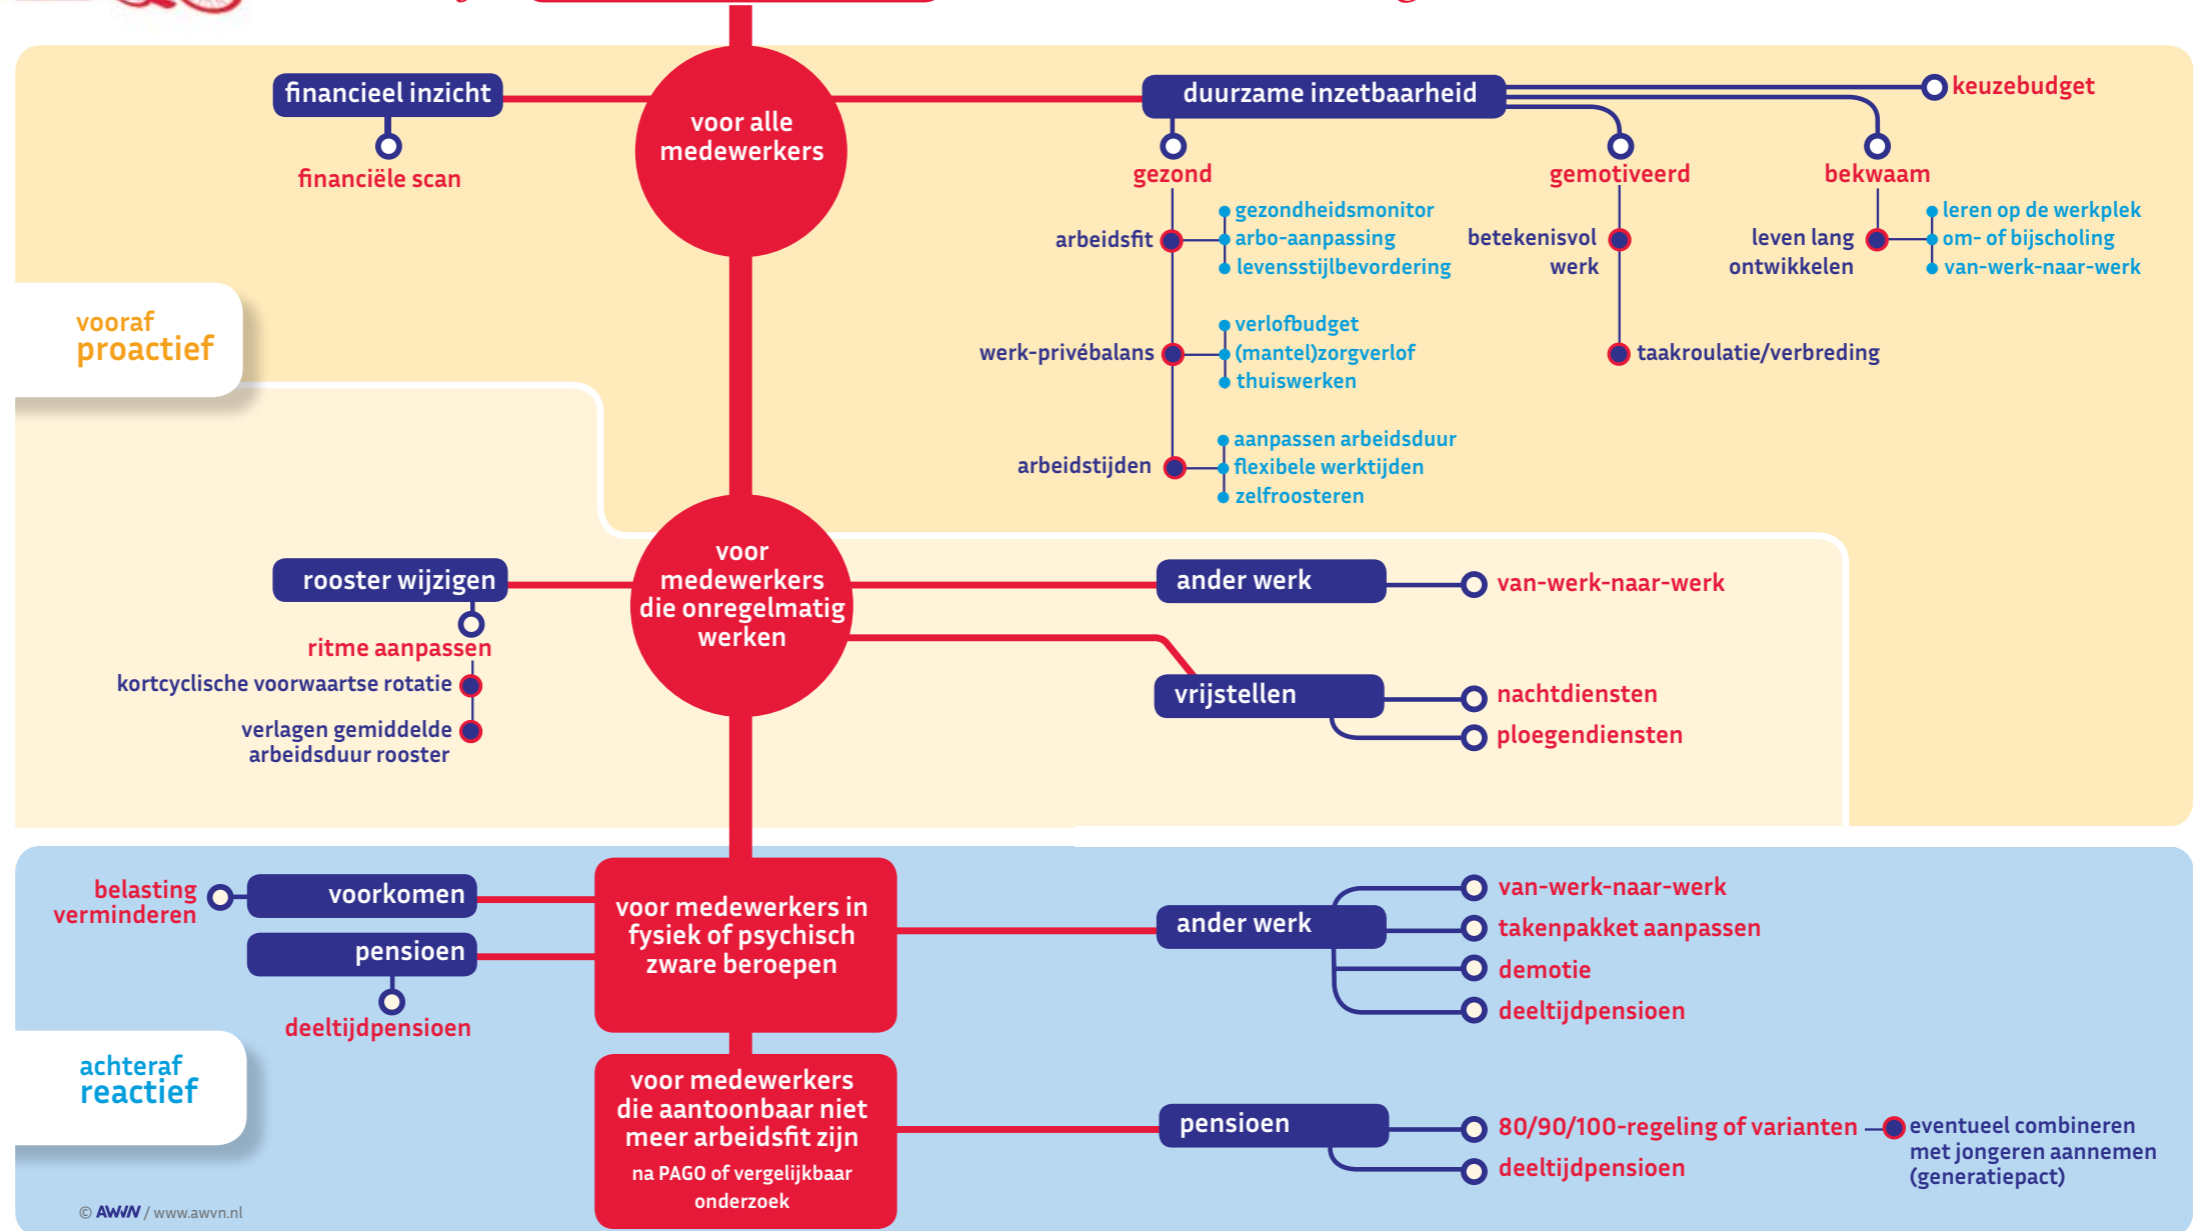 financieel inzicht
financiële scan
voor alle
medewerkers
duurzame inzetbaarheid
keuzebudget
gezond
gemotiveerd
bekwaam
arbeidsfit
gezondheidsmonitor
arbo-aanpassing
levensstijlbevordering
betekenisvol
werk
leven lang
ontwikkelen
leren op de werkplek
om- of bijscholing
van-werk-naar-werk
werk-privébalans
verlofbudget
(mantel)zorgverlof
thuiswerken
taakroulatie/verbreding
arbeidstijden
aanpassen arbeidsduur
flexibele werktijden
zelfroosteren
vooraf
proactief
rooster wijzigen
ritme aanpassen
kortcyclische voorwaartse rotatie
verlagen gemiddelde
arbeidsduur rooster
voor
medewerkers
die onregelmatig
werken
ander werk
van-werk-naar-werk
vrijstellen
nachtdiensten
ploegendiensten
belasting
verminderen
voorkomen
pensioen
deeltijdpensioen
voor medewerkers in
fysiek of psychisch
zware beroepen
ander werk
van-werk-naar-werk
takenpakket aanpassen
demotie
deeltijdpensioen
achteraf
reactief
voor medewerkers
die aantoonbaar niet
meer arbeidsfit zijn
na PAGO of vergelijkbaar
onderzoek
pensioen
80/90/100-regeling of varianten
deeltijdpensioen
eventueel combineren
met jongeren aannemen
(generatiepact)
© AWVN / www.awvn.nl